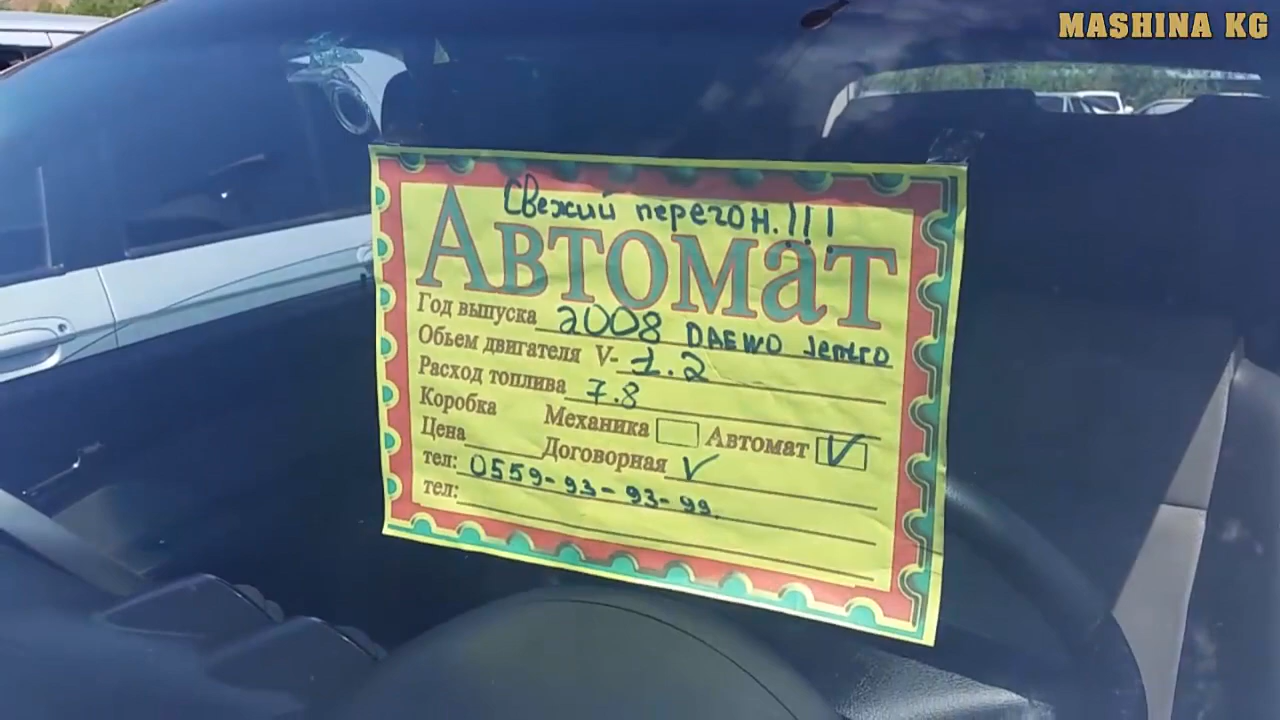 MASHINA KG
Свежий перегон.!!!
Автомат
Год выпуска 2008 DAEWO Jentro
Обьем двигателя V- 1.2
Расход топлива 7.8
Коробка Механика Автомат V
Цена Договорная V
тел: 0559-93-93-99.
тел: